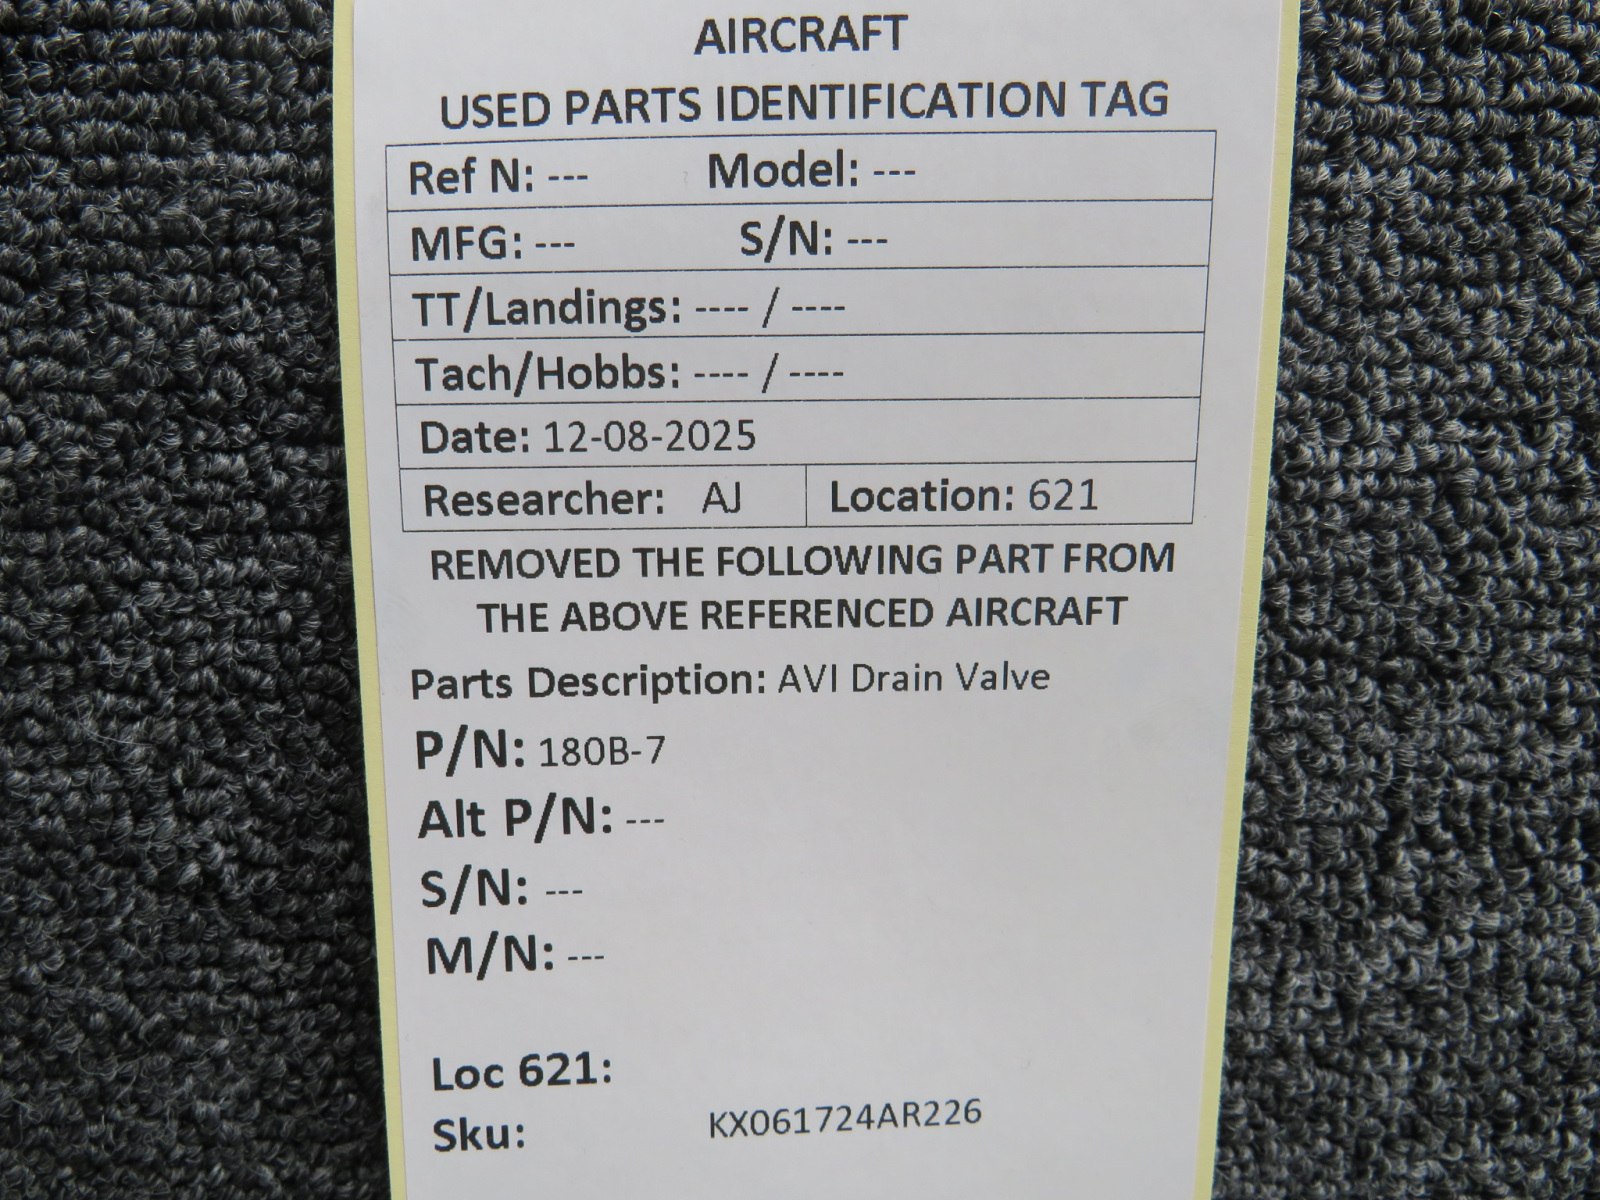 AIRCRAFT
USED PARTS IDENTIFICATION TAG
Ref N: --- Model: ---
MFG: --- S/N: ---
TT/Landings: ---- / ----
Tach/Hobbs: ---- / ----
Date: 12-08-2025
Researcher: AJ Location: 621
REMOVED THE FOLLOWING PART FROM
THE ABOVE REFERENCED AIRCRAFT
Parts Description: AVI Drain Valve
P/N: 180B-7
Alt P/N: ---
S/N: ---
M/N: ---
Loc 621:
Sku: KX061724AR226